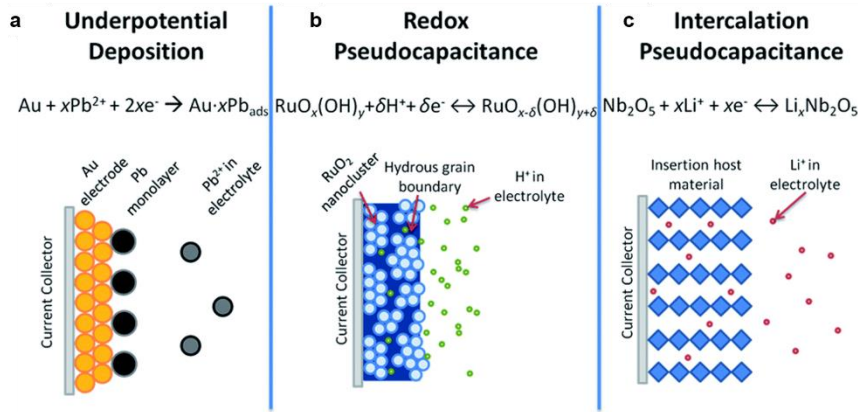 a
Underpotential
Deposition
Au + xPb²⁺ + 2xe⁻ → Au·xPb_ads
Au
electrode
Pb
monolayer
Pb²⁺ in
electrolyte
Current Collector
b
Redox
Pseudocapacitance
RuOₓ(OH)ᵧ+δH⁺+ δe⁻ ↔ RuOₓ₋δ(OH)ᵧ₊δ
RuO₂
nanocluster
Hydrous grain
boundary
H⁺ in
electrolyte
Current Collector
c
Intercalation
Pseudocapacitance
Nb₂O₅ + xLi⁺ + xe⁻ ↔ LiₓNb₂O₅
Insertion host
material
Li⁺ in
electrolyte
Current Collector